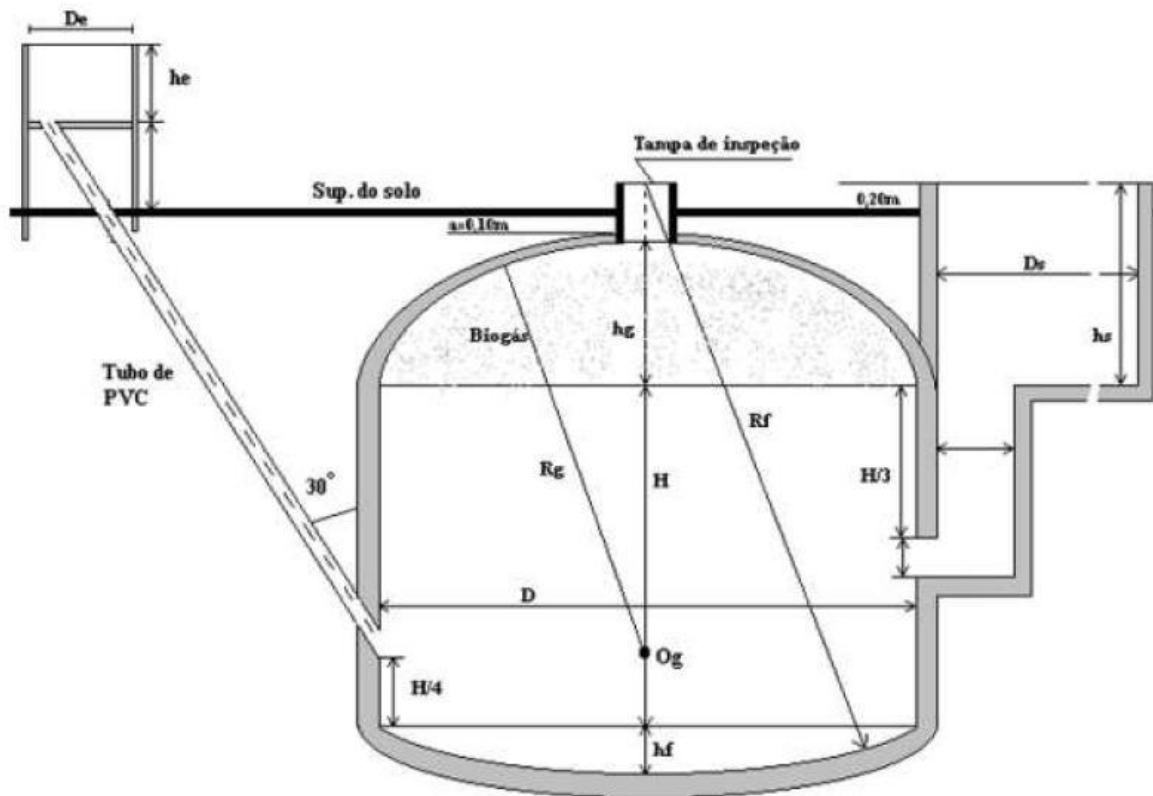 De
he
Tampa de inspeção
Sup. do solo
0,20m
a=0,10m
Ds
hg
hs
Biogás
Tubo de
PVC
Rf
Rg
H
H/3
30°
D
Og
H/4
hf